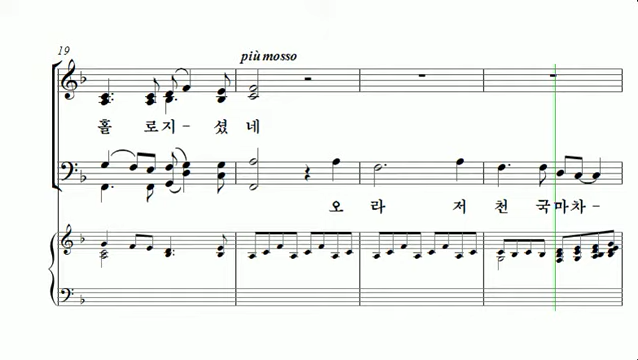 19
più mosso
홀 로지 - 셨 네
오 라 저 천 국마차 -